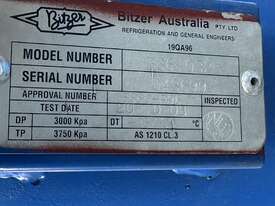 Bitzer
Bitzer Australia PTY. LTD
REFRIGERATION AND GENERAL ENGINEERS
19QA96
MODEL NUMBER
SERIAL NUMBER
APPROVAL NUMBER
TEST DATE
INSPECTED
DP 3000 Kpa DT °C
TP 3750 Kpa AS 1210 CL.3